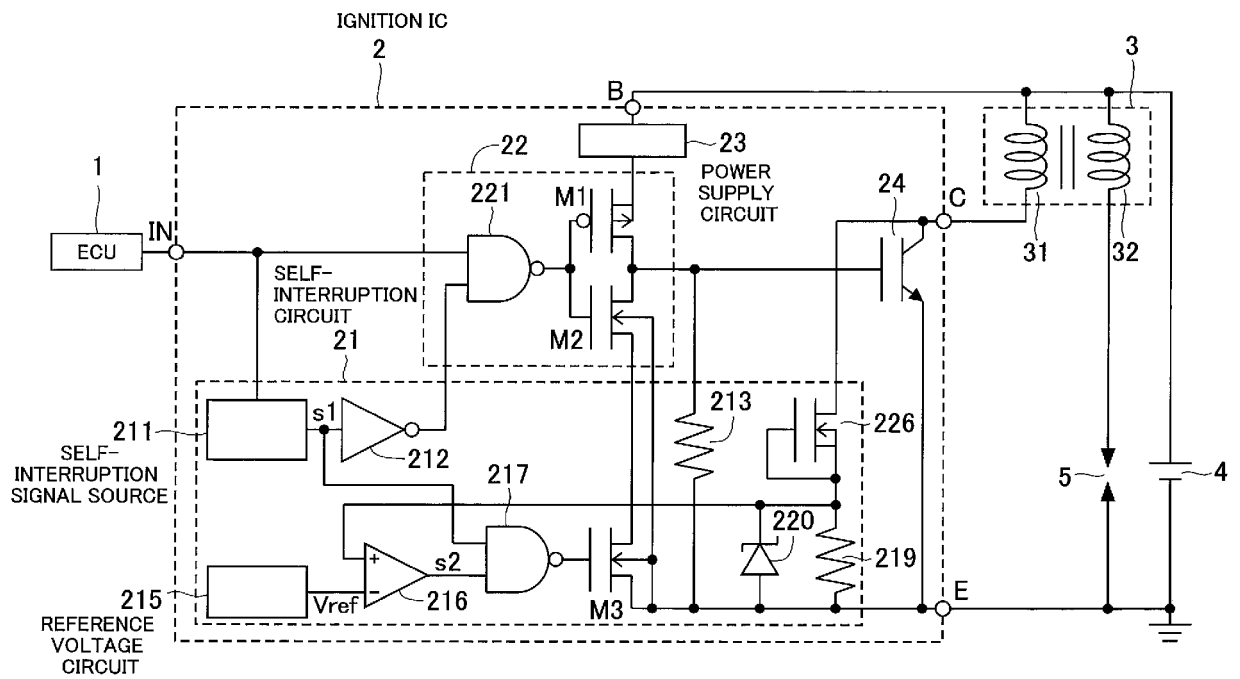 IGNITION IC
2
3
B
23
22
1
221
M1
POWER
SUPPLY
CIRCUIT
24
C
IN
ECU
31
32
SELF-
INTERRUPTION
CIRCUIT
M2
21
s1
213
226
211
212
SELF-
INTERRUPTION
SIGNAL SOURCE
217
5
4
220
+
s2
219
215
Vref
−
216
M3
E
REFERENCE
VOLTAGE
CIRCUIT